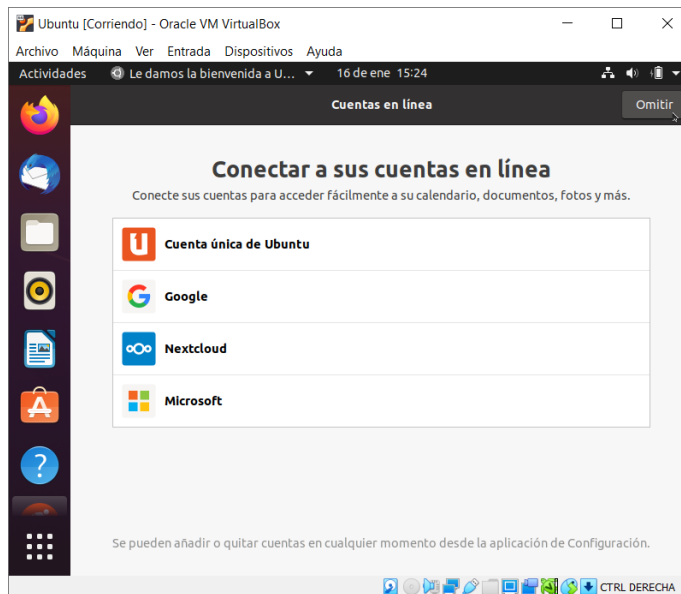 Ubuntu [Corriendo] - Oracle VM VirtualBox
Archivo Máquina Ver Entrada Dispositivos Ayuda
Actividades Le damos la bienvenida a U... 16 de ene 15:24
Cuentas en línea Omitir
Conectar a sus cuentas en línea
Conecte sus cuentas para acceder fácilmente a su calendario, documentos, fotos y más.
Cuenta única de Ubuntu
Google
Nextcloud
Microsoft
Se pueden añadir o quitar cuentas en cualquier momento desde la aplicación de Configuración.
CTRL DERECHA